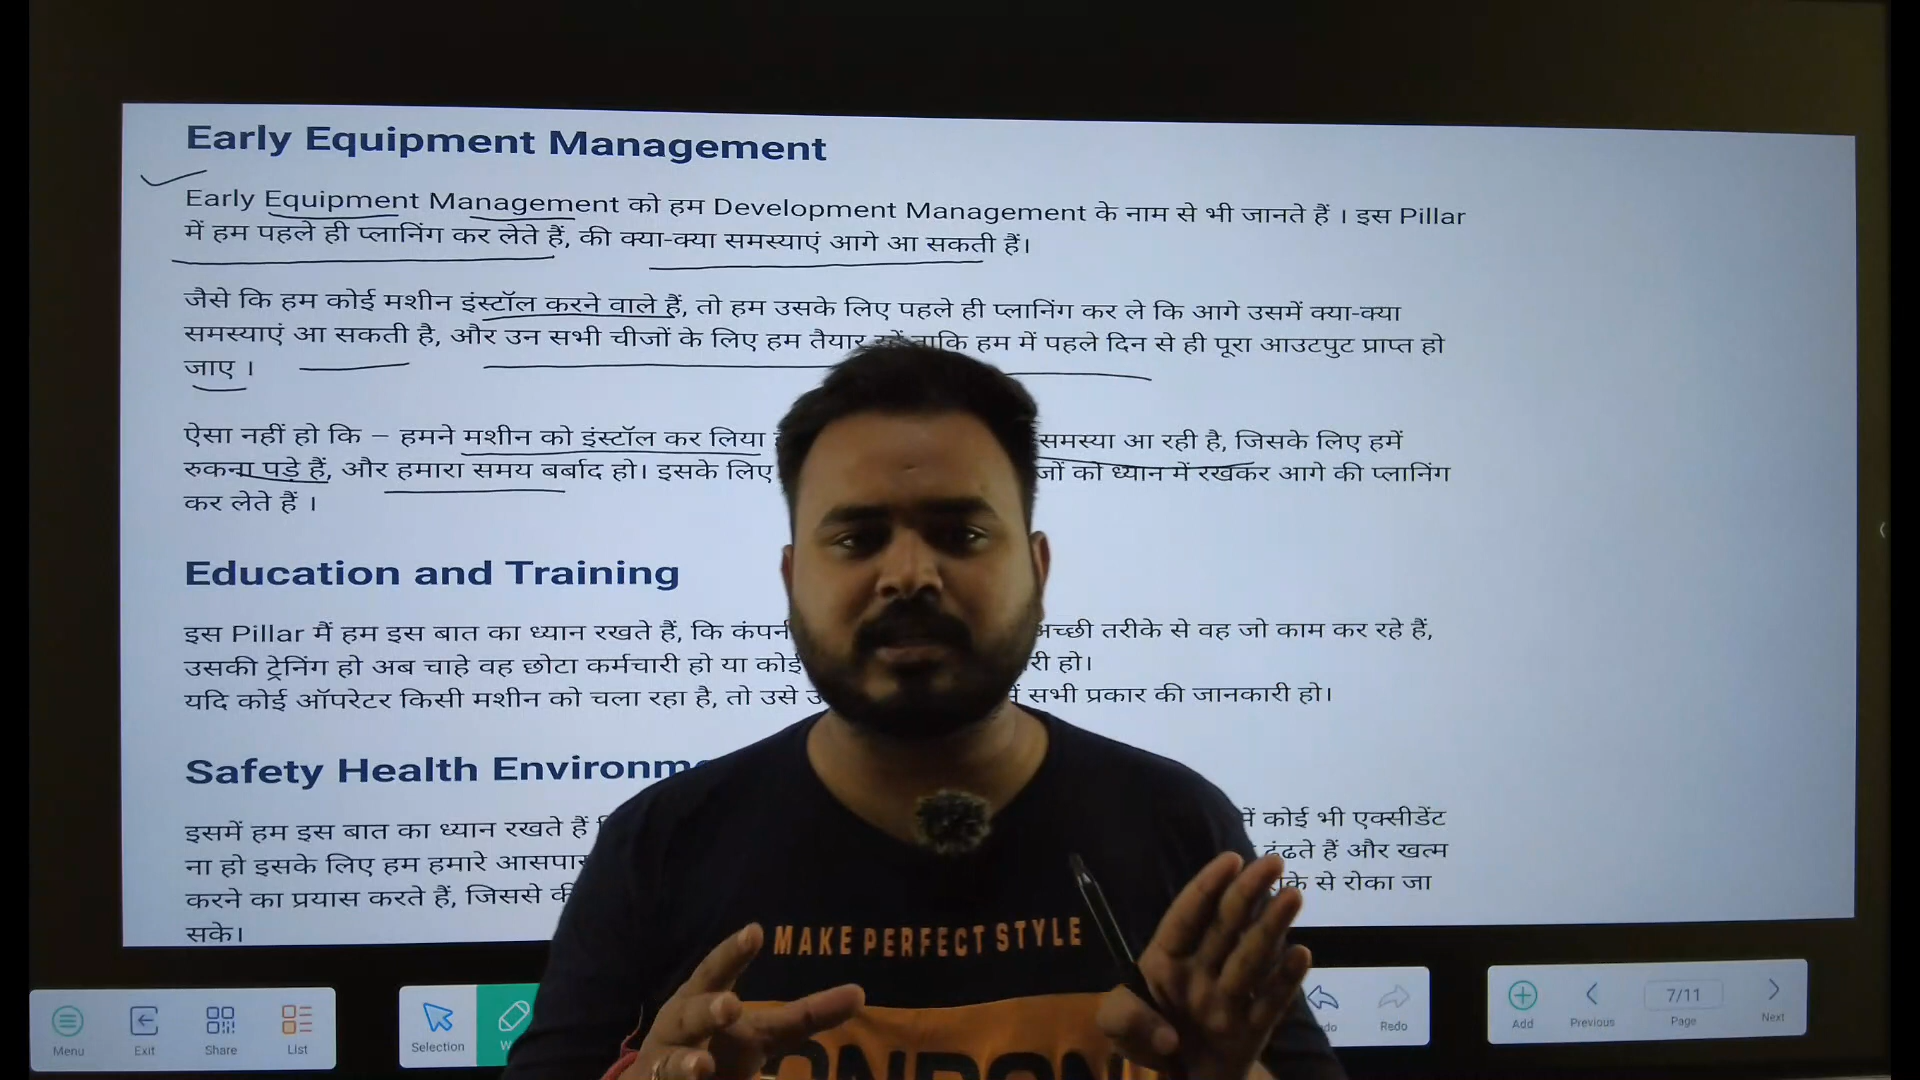 Early Equipment Management
Early Equipment Management को हम Development Management के नाम से भी जानते हैं । इस Pillar
में हम पहले ही प्लानिंग कर लेते हैं, की क्या-क्या समस्याएं आगे आ सकती हैं।
जैसे कि हम कोई मशीन इंस्टॉल करने वाले हैं, तो हम उसके लिए पहले ही प्लानिंग कर ले कि आगे उसमें क्या-क्या
समस्याएं आ सकती है, और उन सभी चीजों के लिए हम तैयार रहें ताकि हम में पहले दिन से ही पूरा आउटपुट प्राप्त हो
जाए ।
ऐसा नहीं हो कि – हमने मशीन को इंस्टॉल कर लिया समस्या आ रही है, जिसके लिए हमें
रुकना पड़े हैं, और हमारा समय बर्बाद हो। इसके लिए को ध्यान में रखकर आगे की प्लानिंग
कर लेते हैं ।
Education and Training
इस Pillar मैं हम इस बात का ध्यान रखते हैं, कि अच्छी तरीके से वह जो काम कर रहे हैं,
उसकी ट्रेनिंग हो अब चाहे वह छोटा कर्मचारी हो या कोई हो।
यदि कोई ऑपरेटर किसी मशीन को चला रहा है, तो उसे सभी प्रकार की जानकारी हो।
Safety Health
इसमें हम इस बात का ध्यान रखते हैं में कोई भी एक्सीडेंट
ना हो इसके लिए हम हमारे आसपास ढूंढते हैं और खत्म
करने का प्रयास करते हैं, जिससे की से रोका जा
सके।
MAKE PERFECT STYLE
LONDON
Menu Exit Share List Selection Redo Add Previous 7/11 Page Next